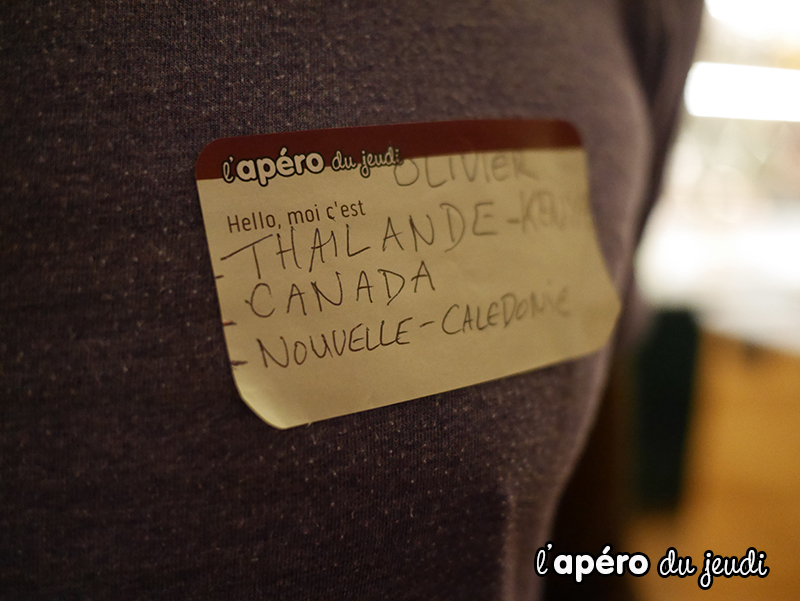 l'apéro du jeudi
OLIVIER
Hello, moi c'est
THAILANDE-
CANADA
NOUVELLE-CALEDONIE
l'apéro du jeudi